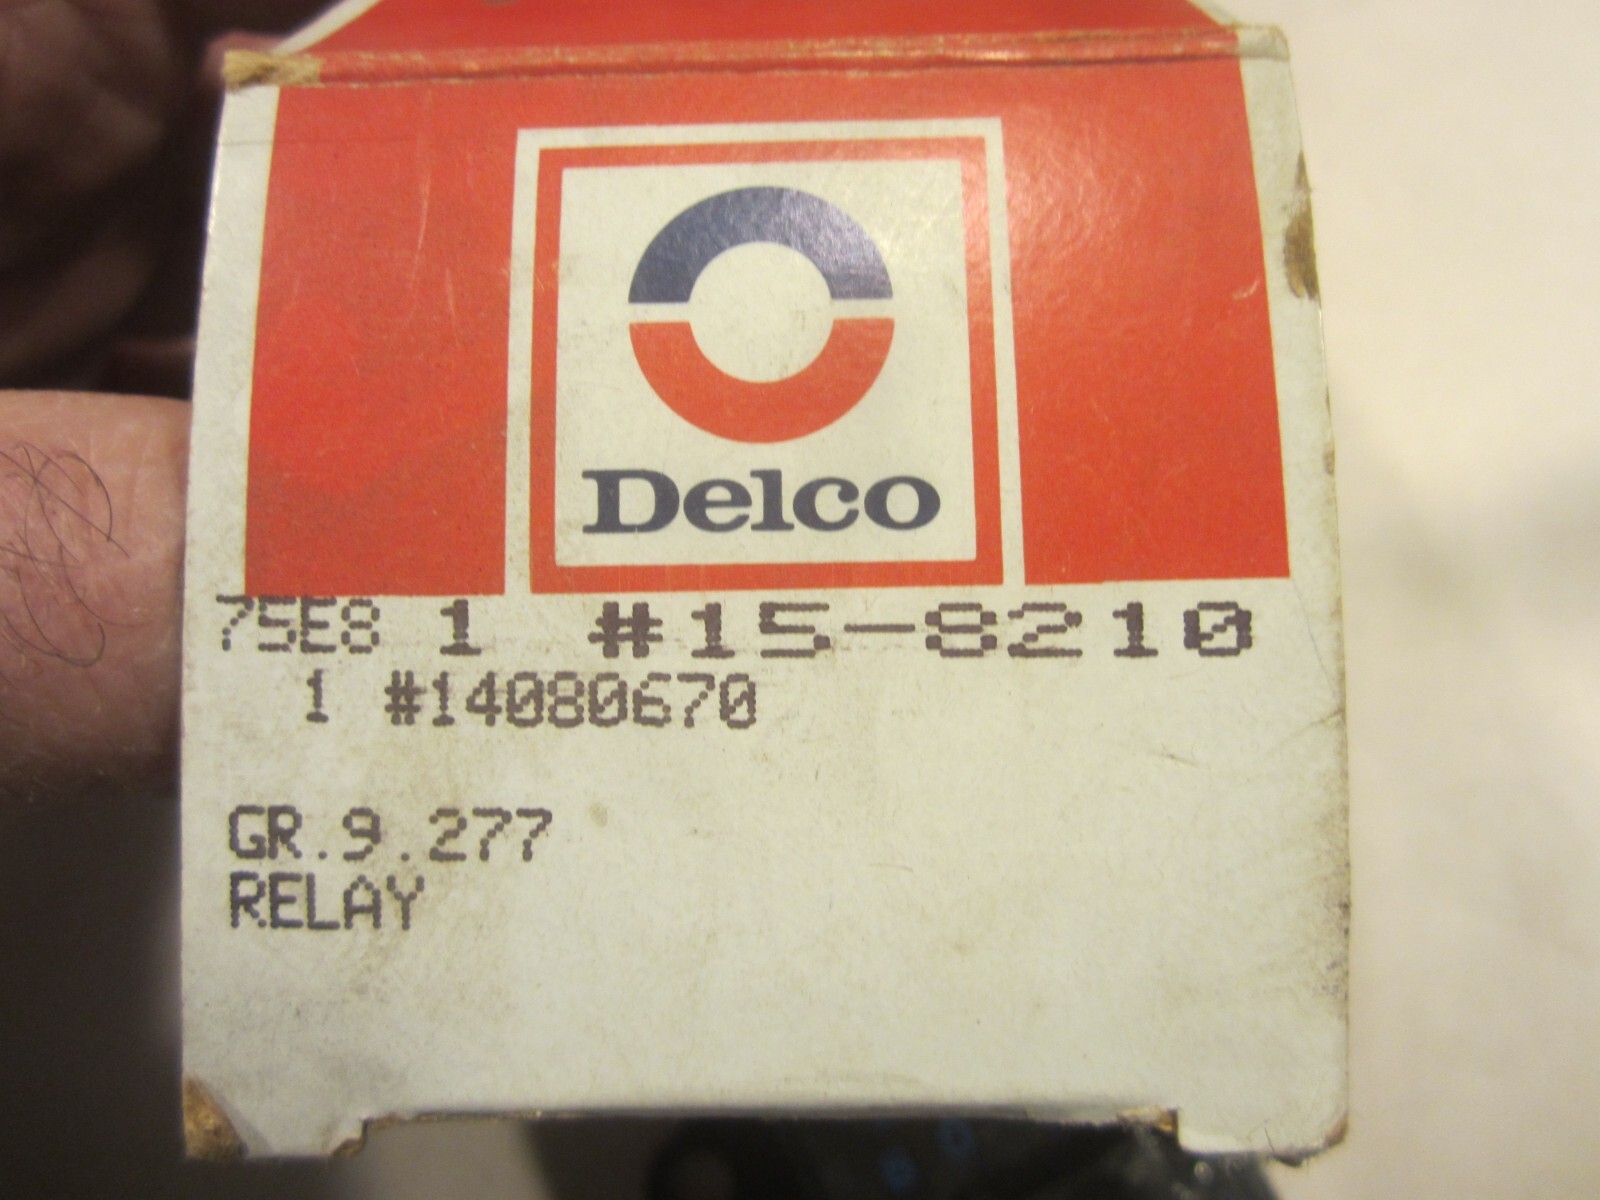 Delco
75E8 1 #15-8210
1 #14080670
GR.9.277
RELAY